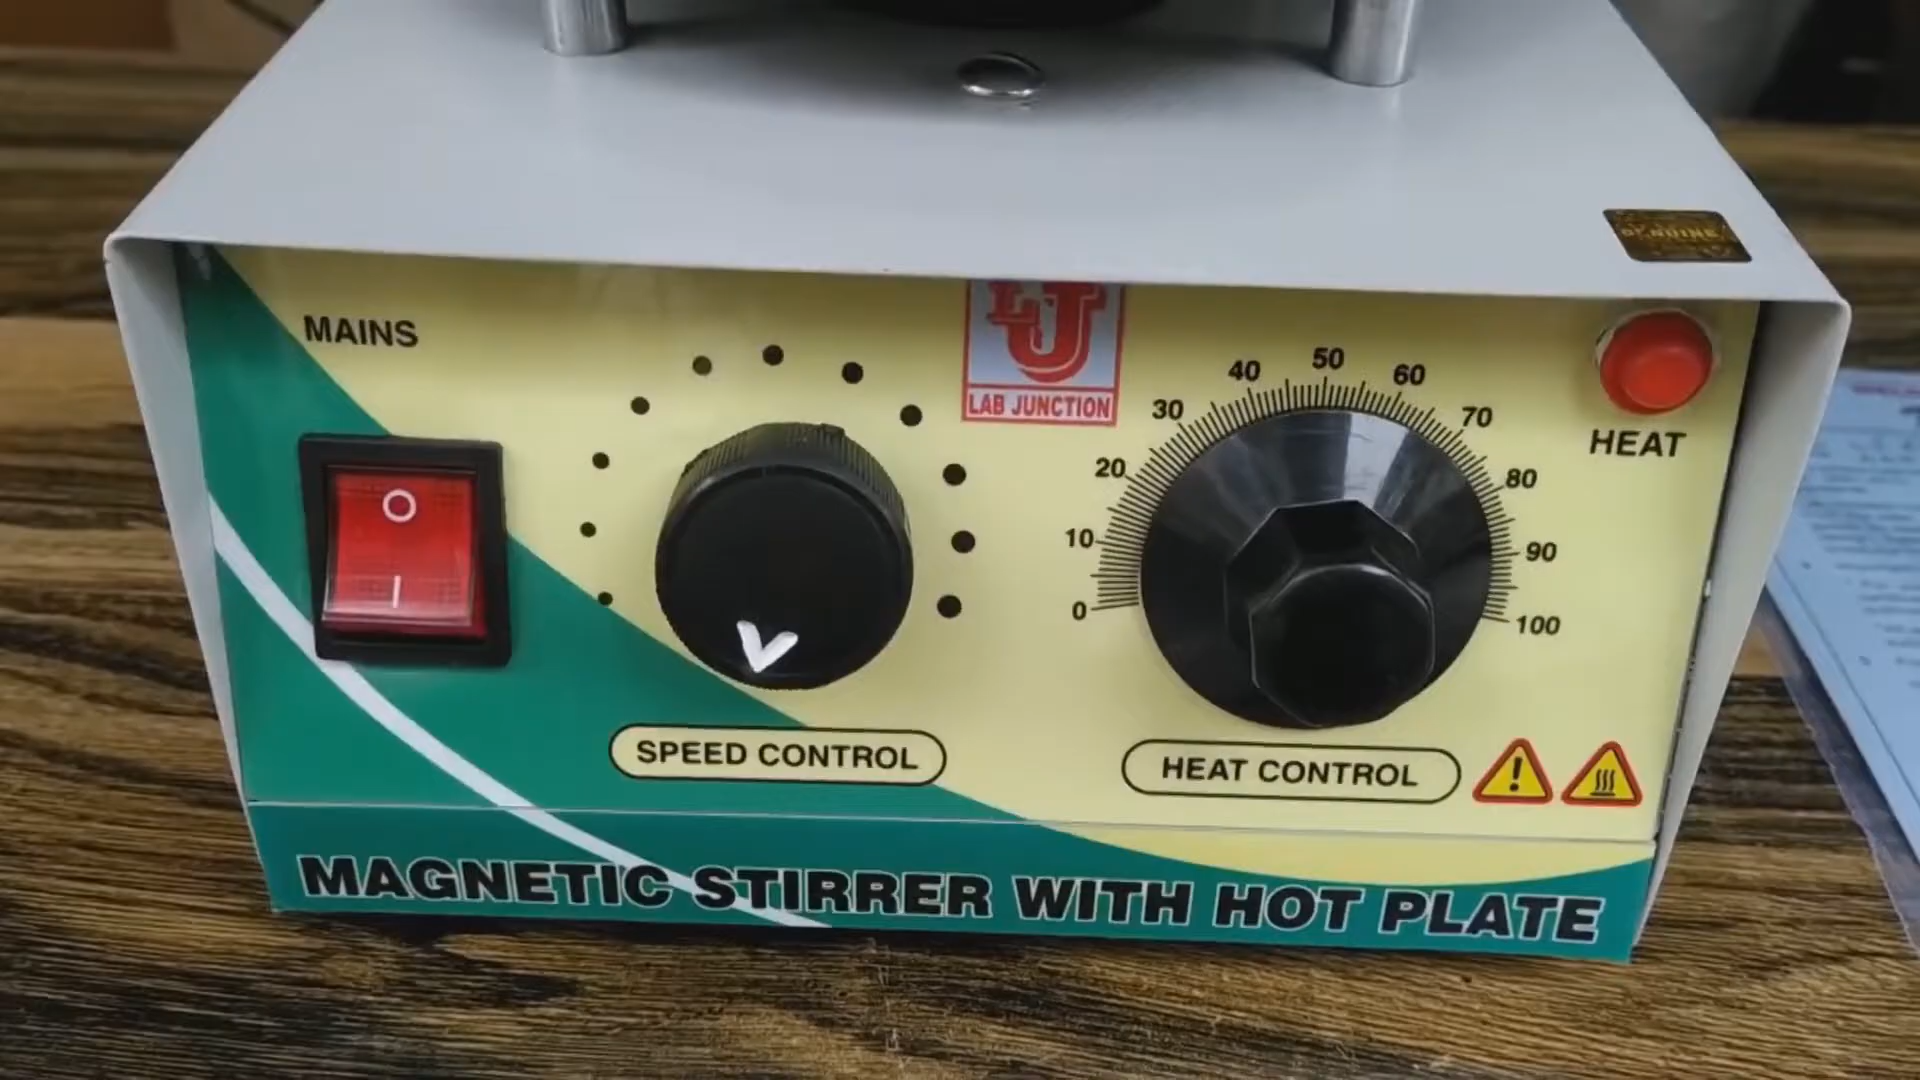 GENUINE
MAINS
LJ
LAB JUNCTION
0
10
20
30
40
50
60
70
80
90
100
HEAT
O
I
V
SPEED CONTROL
HEAT CONTROL
!
MAGNETIC STIRRER WITH HOT PLATE